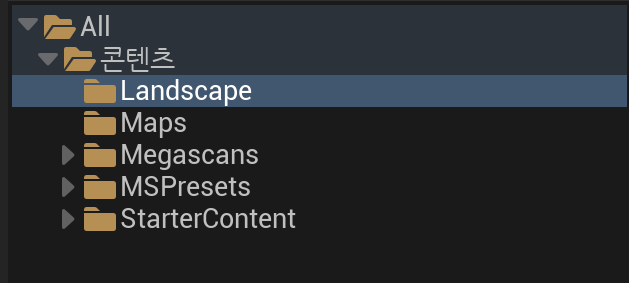 All
콘텐츠
Landscape
Maps
Megascans
MSPresets
StarterContent